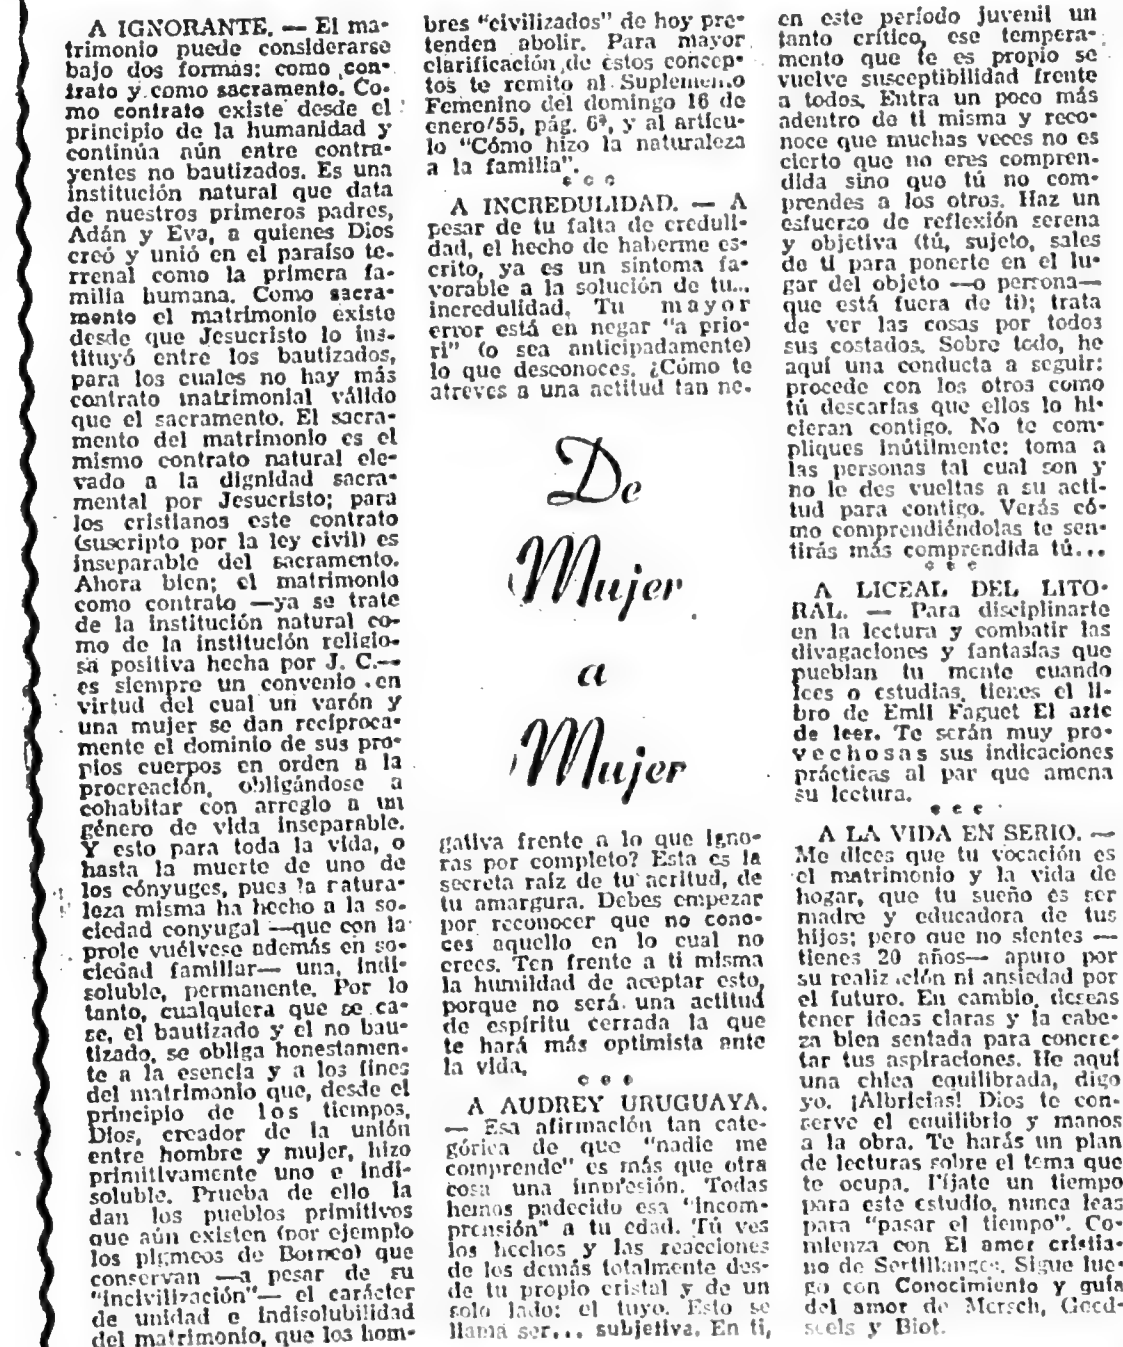 A IGNORANTE. — El ma-
trimonio puede considerarse
bajo dos formas: como con-
trato y como sacramento. Co-
mo contrato existe desde el
principio de la humanidad y
continúa aún entre contra-
yentes no bautizados. Es una
institución natural que data
de nuestros primeros padres,
Adán y Eva, a quienes Dios
creó y unió en el paraíso te-
rrenal como la primera fa-
milia humana. Como sacra-
mento el matrimonio existe
desde que Jesucristo lo ins-
tituyó entre los bautizados,
para los cuales no hay más
contrato matrimonial válido
que el sacramento. El sacra-
mento del matrimonio es el
mismo contrato natural ele-
vado a la dignidad sacra-
mental por Jesucristo; para
los cristianos este contrato
(suscripto por la ley civil) es
inseparable del sacramento.
Ahora bien; el matrimonio
como contrato —ya se trate
de la institución natural co-
mo de la institución religio-
sa positiva hecha por J. C.—
es siempre un convenio en
virtud del cual un varón y
una mujer se dan recíproca-
mente el dominio de sus pro-
pios cuerpos en orden a la
procreación, obligándose a
cohabitar con arreglo a un
género de vida inseparable.
Y esto para toda la vida, o
hasta la muerte de uno de
los cónyuges, pues la natura-
leza misma ha hecho a la so-
ciedad conyugal —que con la
prole vuélvese además en so-
ciedad familiar— una, indi-
soluble, permanente. Por lo
tanto, cualquiera que se ca-
se, el bautizado y el no bau-
tizado, se obliga honestamen-
te a la esencia y a los fines
del matrimonio que, desde el
principio de los tiempos,
Dios, creador de la unión
entre hombre y mujer, hizo
primitivamente uno e indi-
soluble. Prueba de ello la
dan los pueblos primitivos
que aún existen (por ejemplo
los pigmeos de Borneo) que
conservan —a pesar de su
"incivilización"— el carácter
de unidad e indisolubilidad
del matrimonio, que los hom-
bres "civilizados" de hoy pre-
tenden abolir. Para mayor
clarificación de estos concep-
tos te remito al Suplemen.o
Femenino del domingo 16 de
enero/55, pág. 6ª, y al artícu-
lo "Cómo hizo la naturaleza
a la familia".
A INCREDULIDAD. — A
pesar de tu falta de creduli-
dad, el hecho de haberme es-
crito, ya es un síntoma fa-
vorable a la solución de tu...
incredulidad. Tu mayor
error está en negar "a prio-
ri" (o sea anticipadamente)
lo que desconoces. ¿Cómo te
atreves a una actitud tan ne-
De
Mujer
a
Mujer
gativa frente a lo que igno-
ras por completo? Esta es la
secreta raíz de tu acritud, de
tu amargura. Debes empezar
por reconocer que no cono-
ces aquello en lo cual no
crees. Ten frente a ti misma
la humildad de aceptar esto,
porque no será una actitud
de espíritu cerrada la que
te hará más optimista ante
la vida.
A AUDREY URUGUAYA.
— Esa afirmación tan cate-
górica de que "nadie me
comprende" es más que otra
cosa una impresión. Todas
hemos padecido esa "incom-
prensión" a tu edad. Tú ves
los hechos y las reacciones
de los demás totalmente des-
de tu propio cristal y de un
solo lado: el tuyo. Esto se
llama ser... subjetiva. En ti,
en este período juvenil un
tanto crítico, ese tempera-
mento que te es propio se
vuelve susceptibilidad frente
a todos. Entra un poco más
adentro de ti misma y reco-
noce que muchas veces no es
cierto que no eres compren-
dida sino que tú no com-
prendes a los otros. Haz un
esfuerzo de reflexión serena
y objetiva (tú, sujeto, sales
de ti para ponerte en el lu-
gar del objeto —o persona—
que está fuera de ti); trata
de ver las cosas por todos
sus costados. Sobre todo, he
aquí una conducta a seguir:
procede con los otros como
tú desearías que ellos lo hi-
cieran contigo. No te com-
pliques inútilmente: toma a
las personas tal cual son y
no le des vueltas a su acti-
tud para contigo. Verás có-
mo comprendiéndolas te sen-
tirás más comprendida tú...
A LICEAL DEL LITO-
RAL. — Para disciplinarte
en la lectura y combatir las
divagaciones y fantasías que
pueblan tu mente cuando
lees o estudias, tienes el li-
bro de Emil Faguet El arte
de leer. Te serán muy pro-
vechosas sus indicaciones
prácticas al par que amena
su lectura.
A LA VIDA EN SERIO. —
Me dices que tu vocación es
el matrimonio y la vida de
hogar, que tu sueño es ser
madre y educadora de tus
hijos; pero que no sientes —
tienes 20 años— apuro por
su realiz.ción ni ansiedad por
el futuro. En cambio, deseas
tener ideas claras y la cabe-
za bien sentada para concre-
tar tus aspiraciones. He aquí
una chica equilibrada, digo
yo. ¡Albricias! Dios te con-
serve el equilibrio y manos
a la obra. Te harás un plan
de lecturas sobre el tema que
te ocupa. Fíjate un tiempo
para este estudio, nunca leas
para "pasar el tiempo". Co-
mienza con El amor cristia-
no de Sertillanges. Sigue lue-
go con Conocimiento y guía
del amor de Mersch, Geed-
seels y Biot.